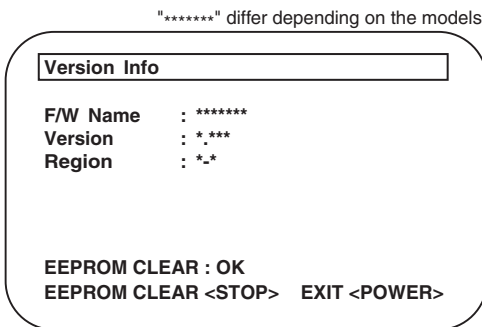 "*******" differ depending on the models
Version Info
F/W Name : *******
Version : *.***
Region : *-*
EEPROM CLEAR : OK
EEPROM CLEAR <STOP> EXIT <POWER>